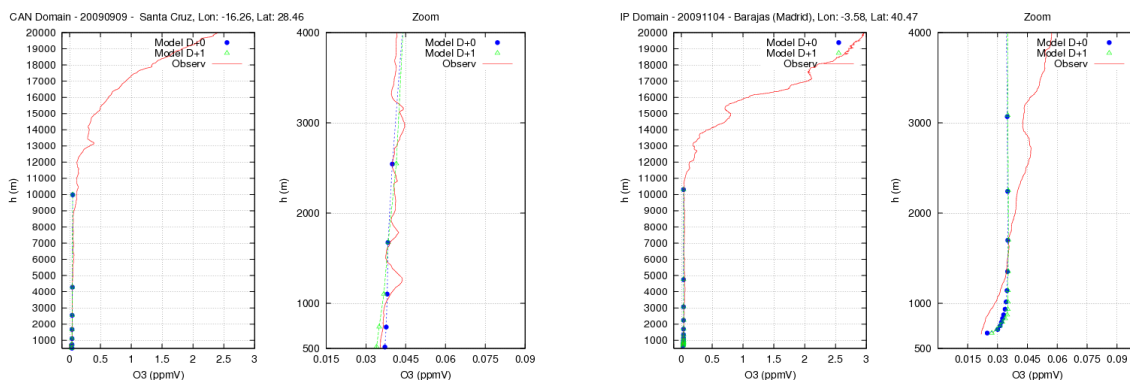 CAN Domain - 20090909 - Santa Cruz, Lon: -16.26, Lat: 28.46
Zoom
20000
19000
18000
17000
16000
15000
14000
13000
12000
11000
10000
9000
8000
7000
6000
5000
4000
3000
2000
1000
h (m)
Model D+0
Model D+1
Observ
0 0.5 1 1.5 2 2.5 3
O3 (ppmV)
4000
3000
2000
1000
500
h (m)
Model D+0
Model D+1
Observ
0.015 0.03 0.045 0.06 0.075 0.09
O3 (ppmV)
IP Domain - 20091104 - Barajas (Madrid), Lon: -3.58, Lat: 40.47
Zoom
20000
19000
18000
17000
16000
15000
14000
13000
12000
11000
10000
9000
8000
7000
6000
5000
4000
3000
2000
1000
h (m)
Model D+0
Model D+1
Observ
0 0.5 1 1.5 2 2.5 3
O3 (ppmV)
4000
3000
2000
1000
500
h (m)
Model D+0
Model D+1
Observ
0.015 0.03 0.045 0.06 0.075 0.09
O3 (ppmV)